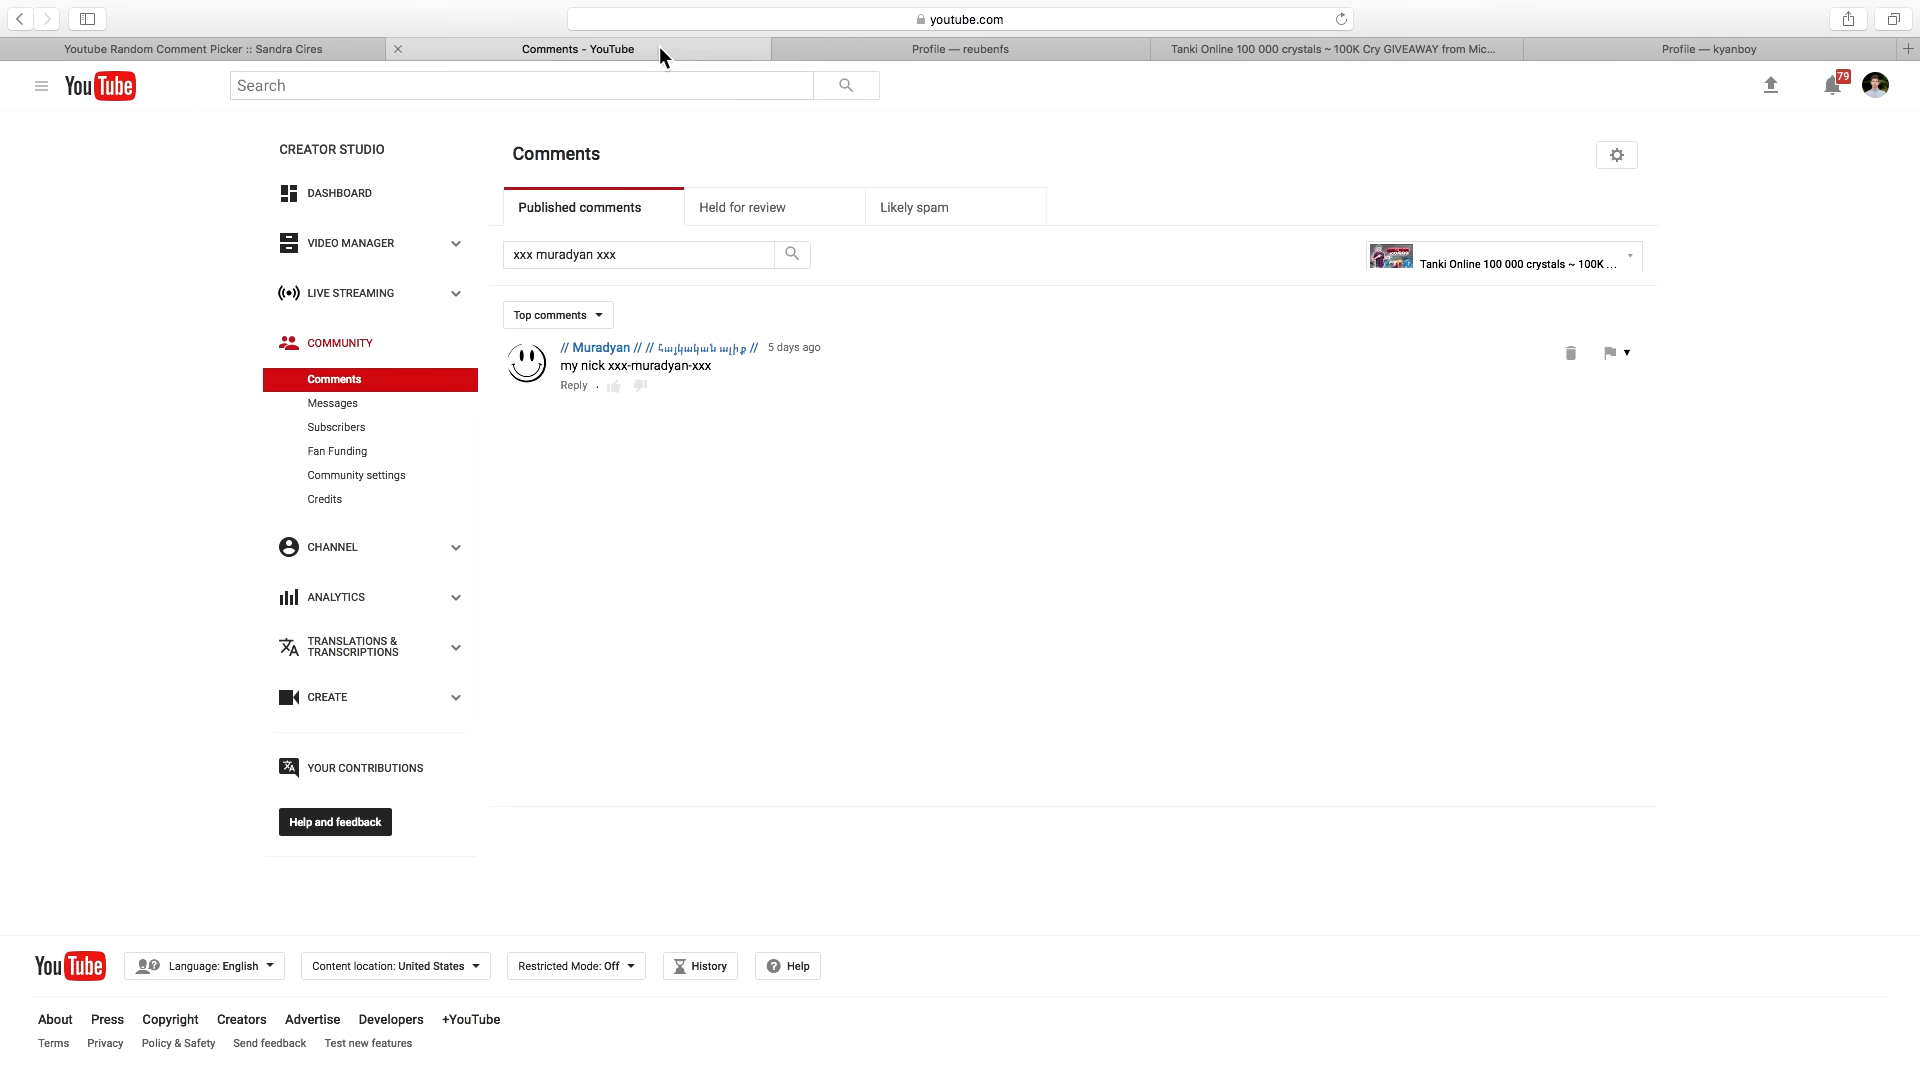 youtube.com
Youtube Random Comment Picker :: Sandra Cires
Comments - YouTube
Profile — reubenfs
Tanki Online 100 000 crystals ~ 100K Cry GIVEAWAY from Mic...
Profile — kyanboy
YouTube
Search
79
CREATOR STUDIO
DASHBOARD
VIDEO MANAGER
LIVE STREAMING
COMMUNITY
Comments
Messages
Subscribers
Fan Funding
Community settings
Credits
CHANNEL
ANALYTICS
TRANSLATIONS &
TRANSCRIPTIONS
CREATE
YOUR CONTRIBUTIONS
Help and feedback
Comments
Published comments
Held for review
Likely spam
xxx muradyan xxx
Tanki Online 100 000 crystals ~ 100K ...
Top comments
// Muradyan // // հայկական ալիք // 5 days ago
my nick xxx-muradyan-xxx
Reply
YouTube
Language: English
Content location: United States
Restricted Mode: Off
History
Help
About Press Copyright Creators Advertise Developers +YouTube
Terms Privacy Policy & Safety Send feedback Test new features